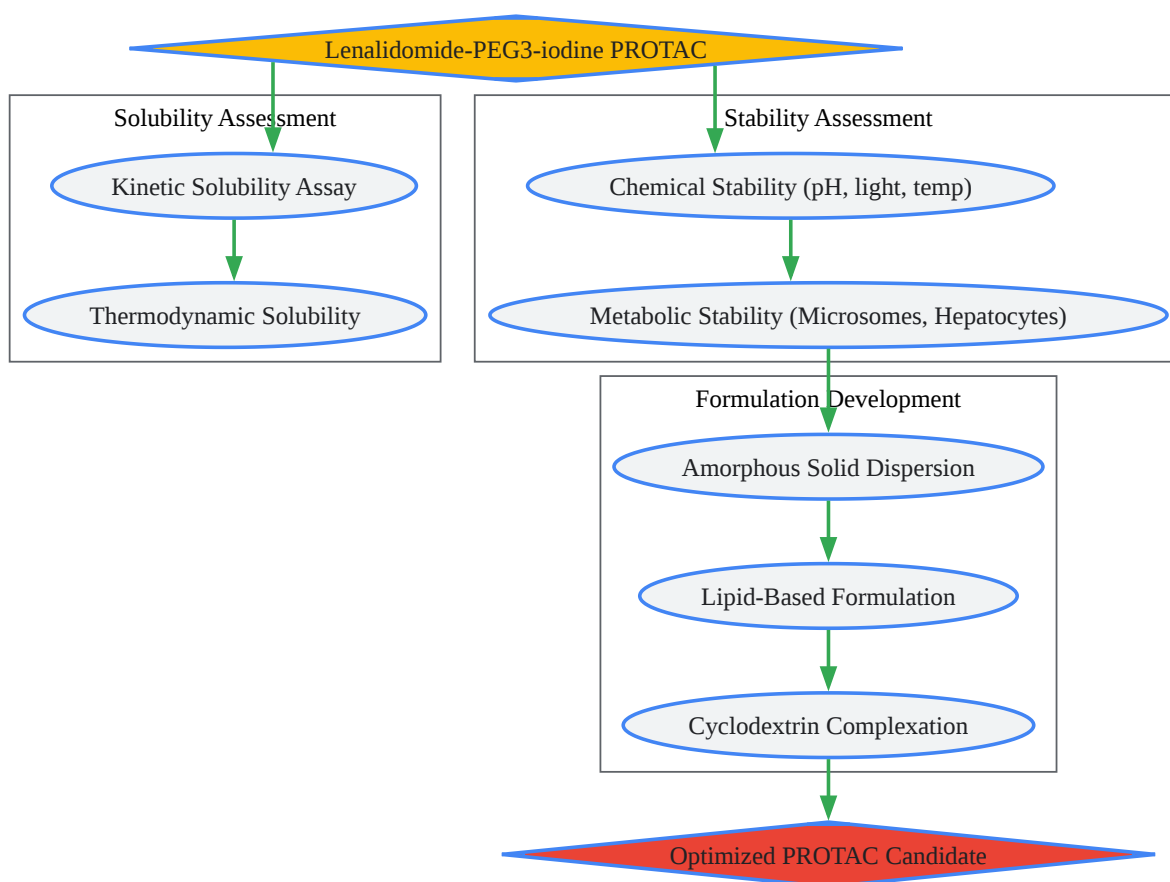 Lenalidomide-PEG3-iodine PROTAC
Solubility Assessment
Kinetic Solubility Assay
Thermodynamic Solubility
Stability Assessment
Chemical Stability (pH, light, temp)
Metabolic Stability (Microsomes, Hepatocytes)
Formulation Development
Amorphous Solid Dispersion
Lipid-Based Formulation
Cyclodextrin Complexation
Optimized PROTAC Candidate